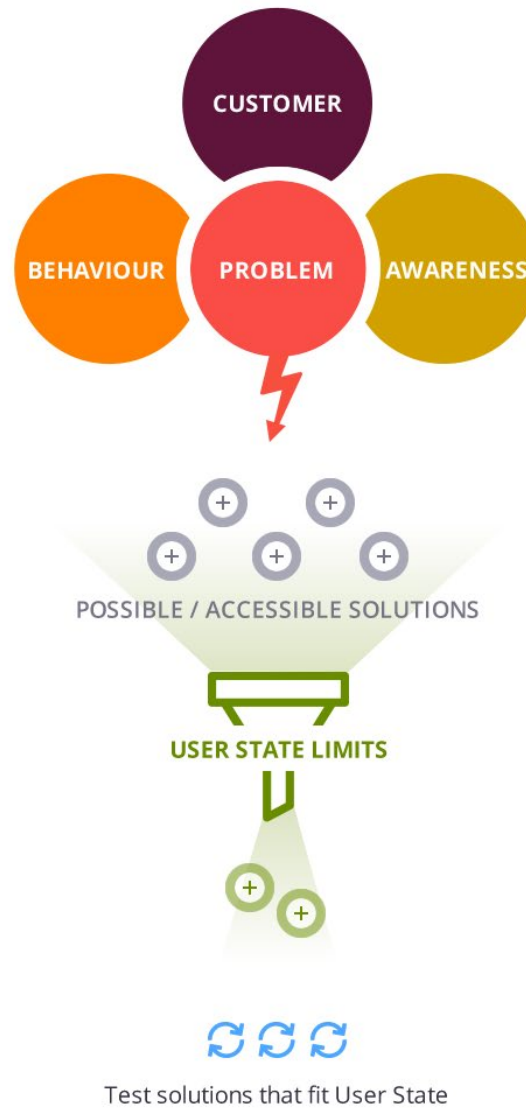 CUSTOMER
BEHAVIOUR
PROBLEM
AWARENESS
POSSIBLE / ACCESSIBLE SOLUTIONS
USER STATE LIMITS
Test solutions that fit User State